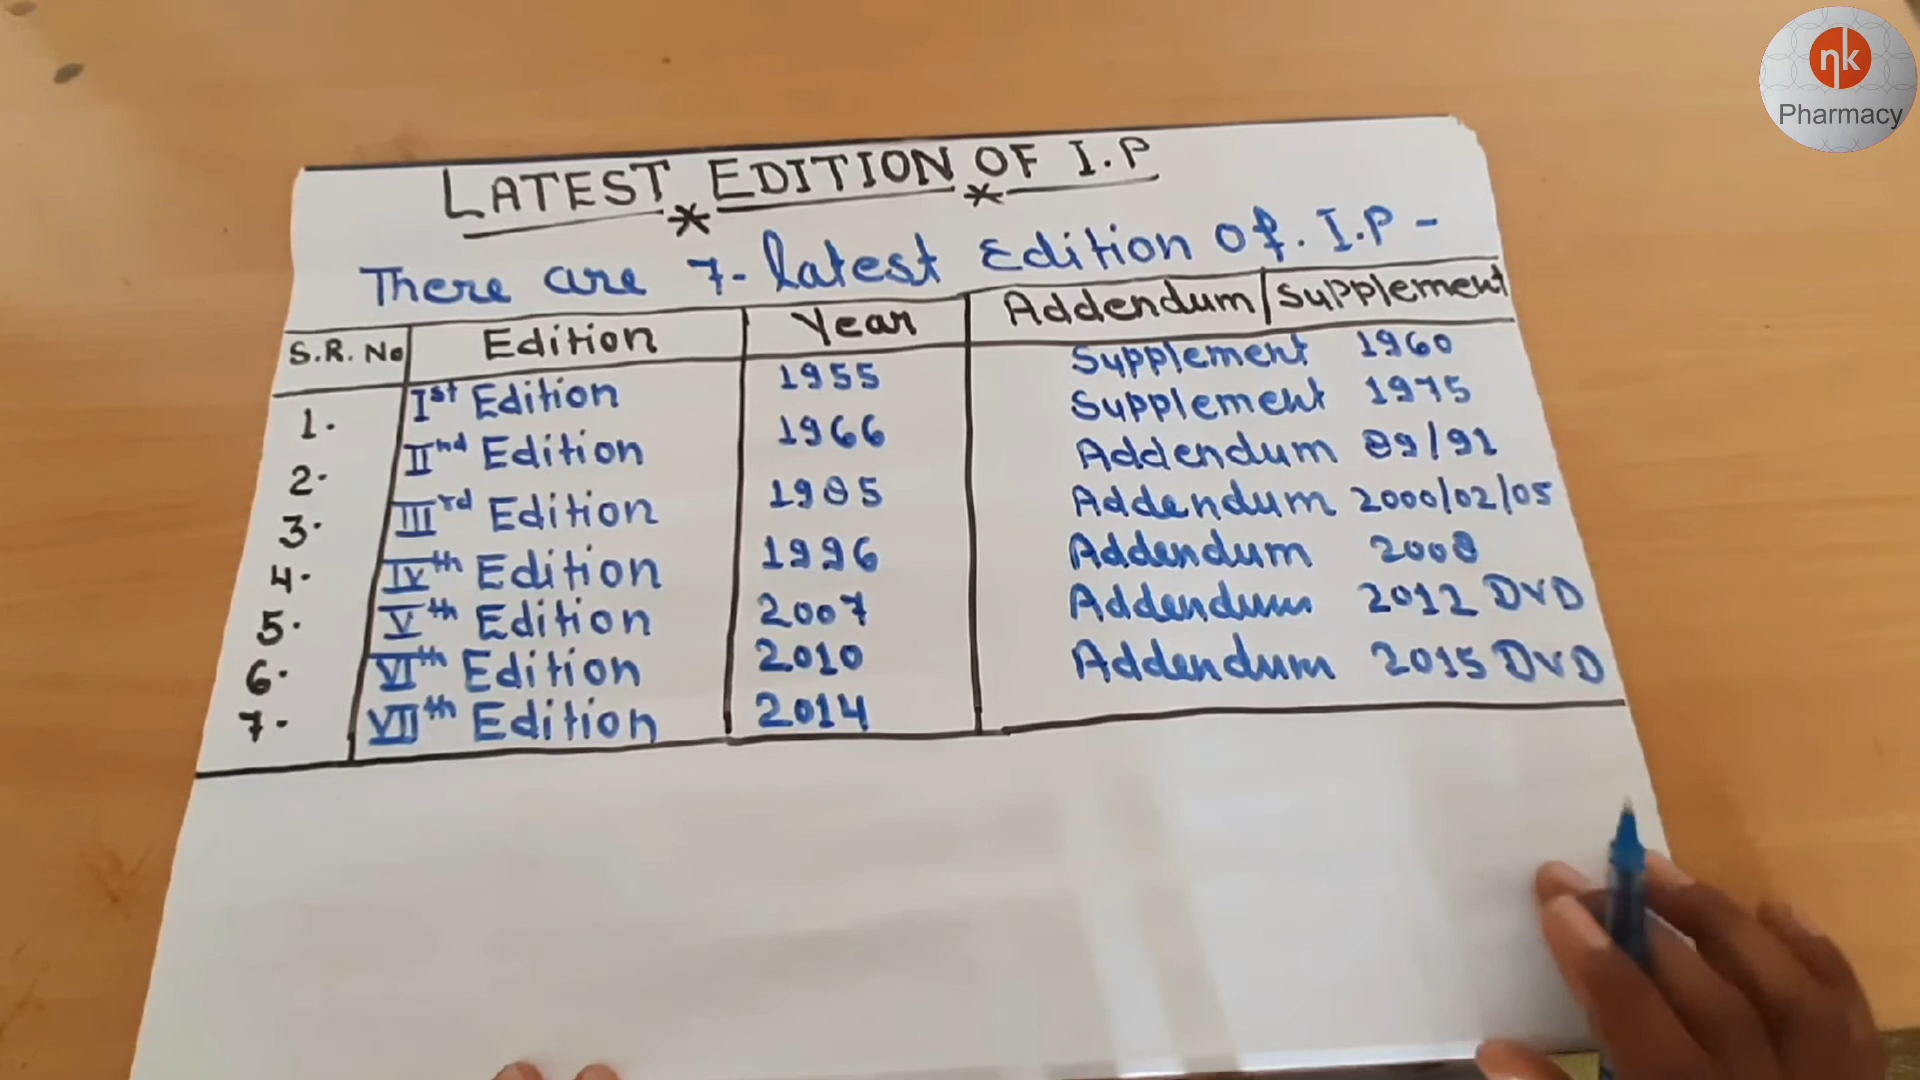 ηk
Pharmacy
LATEST EDITION OF I.P
There are 7- latest Edition Of. I.P -
S.R. No Edition Year Addendum/Supplement
1. Ist Edition 1955 Supplement 1960
2. IInd Edition 1966 Supplement 1975
3. IIIrd Edition 1985 Addendum 89/91
4. IVth Edition 1996 Addendum 2000/02/05
5. Vth Edition 2007 Addendum 2008
6. VIth Edition 2010 Addendum 2012 DVD
7. VIIth Edition 2014 Addendum 2015 DVD